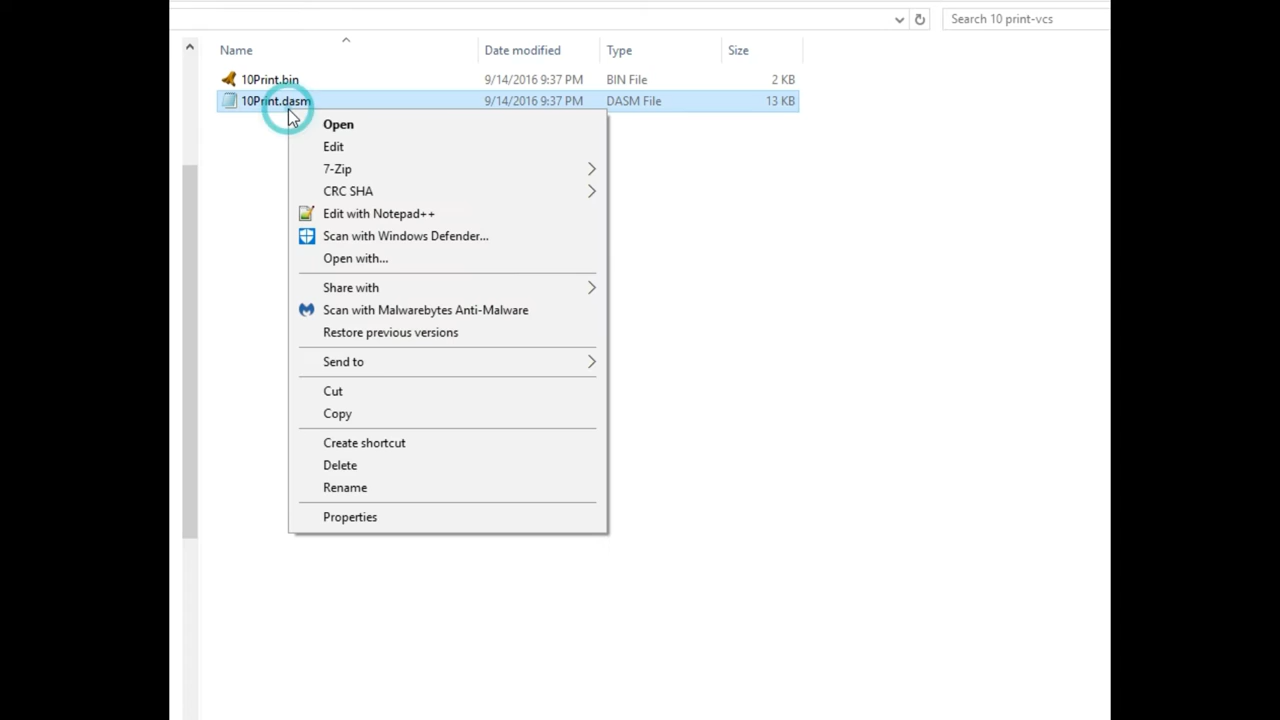 Search 10 print-vcs
Name Date modified Type Size
10Print.bin 9/14/2016 9:37 PM BIN File 2 KB
10Print.dasm 9/14/2016 9:37 PM DASM File 13 KB
Open
Edit
7-Zip
CRC SHA
Edit with Notepad++
Scan with Windows Defender...
Open with...
Share with
Scan with Malwarebytes Anti-Malware
Restore previous versions
Send to
Cut
Copy
Create shortcut
Delete
Rename
Properties